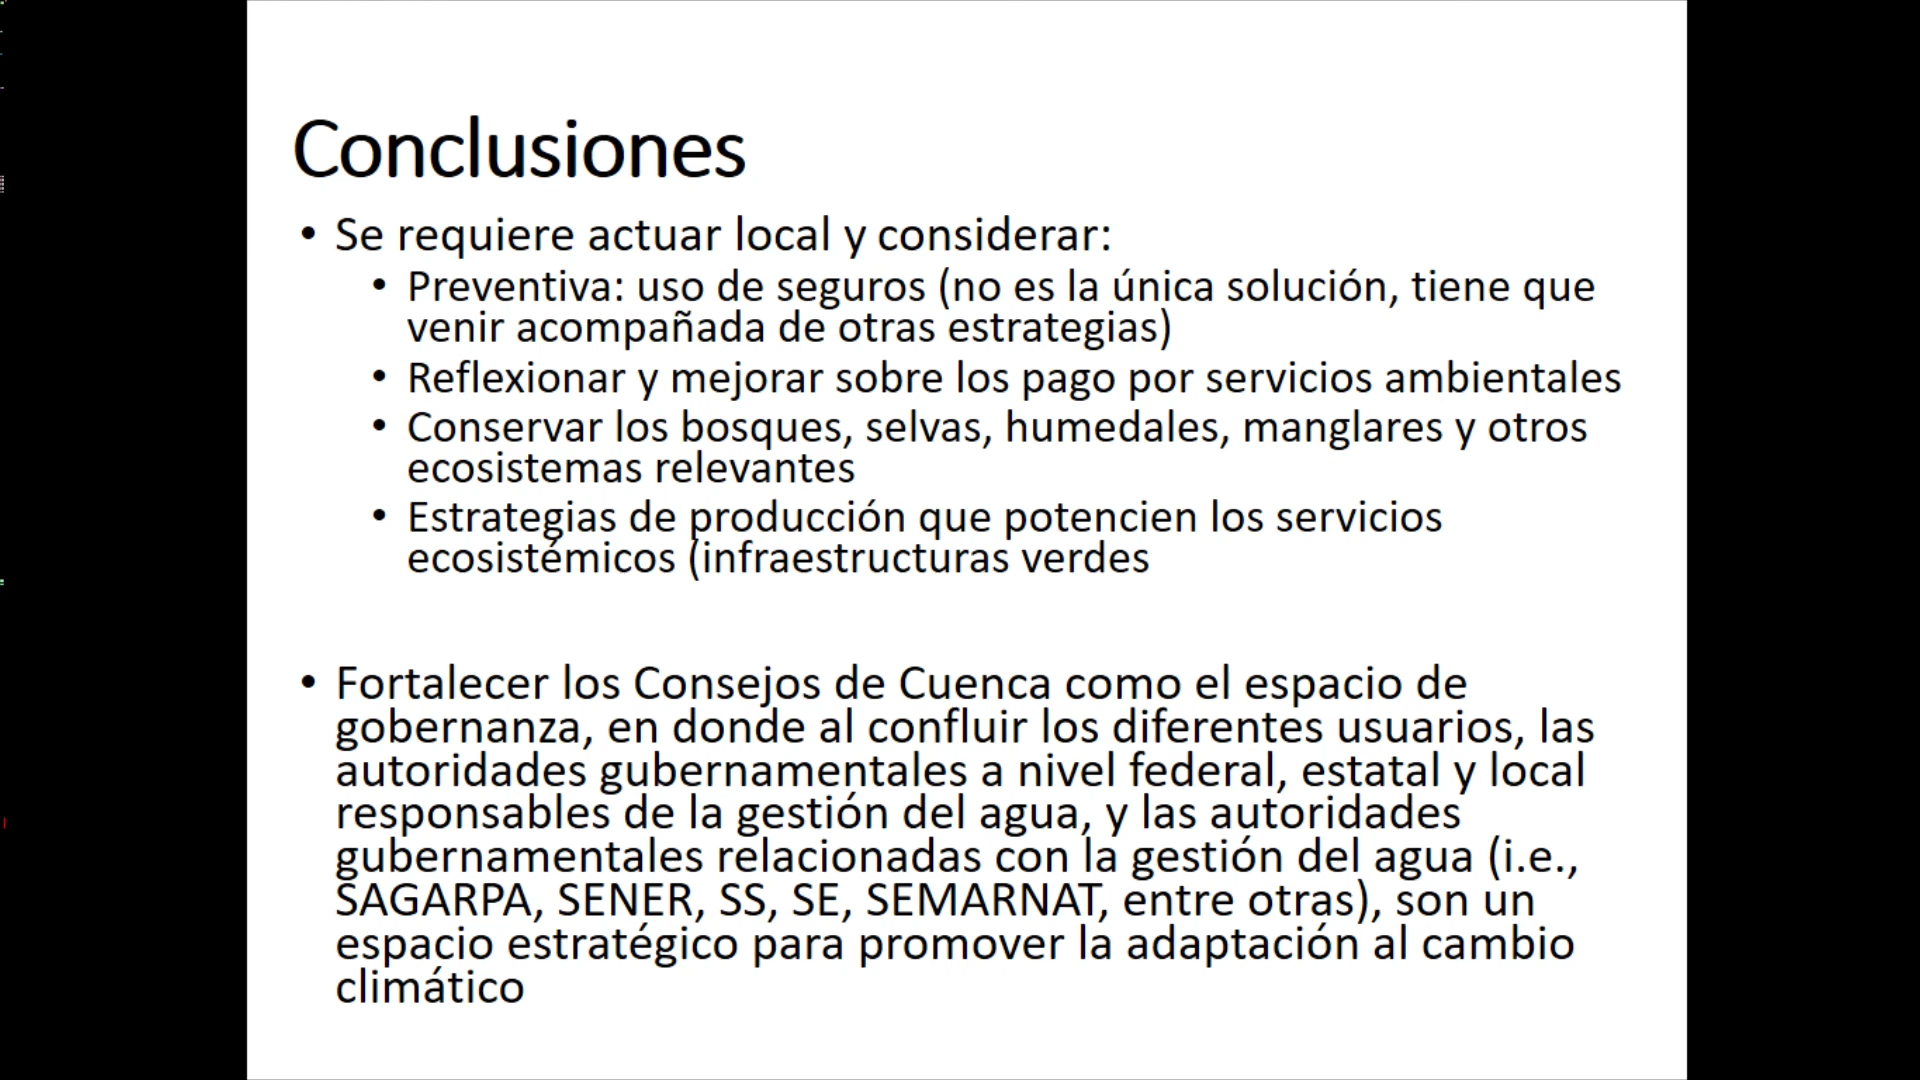 Conclusiones
• Se requiere actuar local y considerar:
• Preventiva: uso de seguros (no es la única solución, tiene que
venir acompañada de otras estrategias)
• Reflexionar y mejorar sobre los pago por servicios ambientales
• Conservar los bosques, selvas, humedales, manglares y otros
ecosistemas relevantes
• Estrategias de producción que potencien los servicios
ecosistémicos (infraestructuras verdes
• Fortalecer los Consejos de Cuenca como el espacio de
gobernanza, en donde al confluir los diferentes usuarios, las
autoridades gubernamentales a nivel federal, estatal y local
responsables de la gestión del agua, y las autoridades
gubernamentales relacionadas con la gestión del agua (i.e.,
SAGARPA, SENER, SS, SE, SEMARNAT, entre otras), son un
espacio estratégico para promover la adaptación al cambio
climático